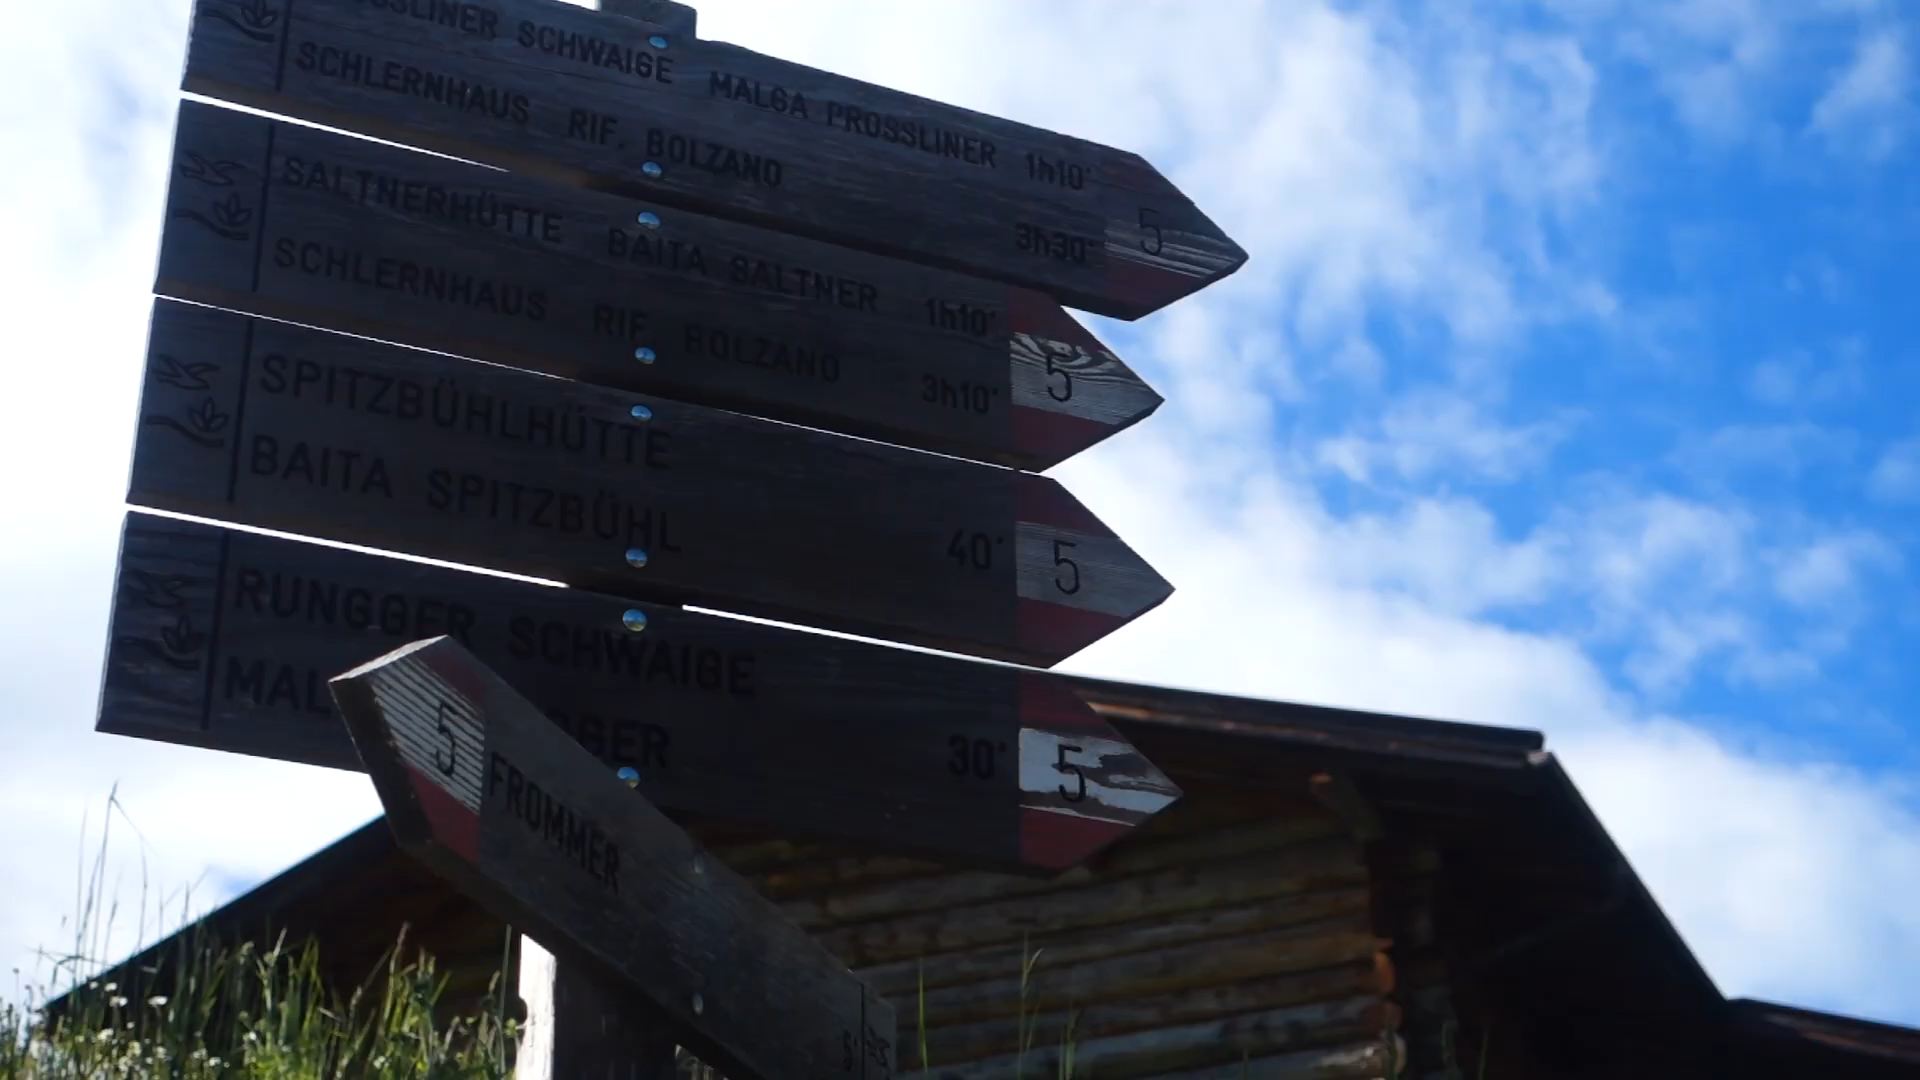 SCHWAIGE MALGA PROSSLINER 1h10'
SCHLERNHAUS RIF. BOLZANO 3h30'
5
SALTNERHÜTTE BAITA SALTNER 1h10'
SCHLERNHAUS RIF. BOLZANO 3h10'
5
SPITZBÜHLHÜTTE
BAITA SPITZBÜHL 40'
5
RUNGGER SCHWAIGE
30'
5
5 FROMMER
5'